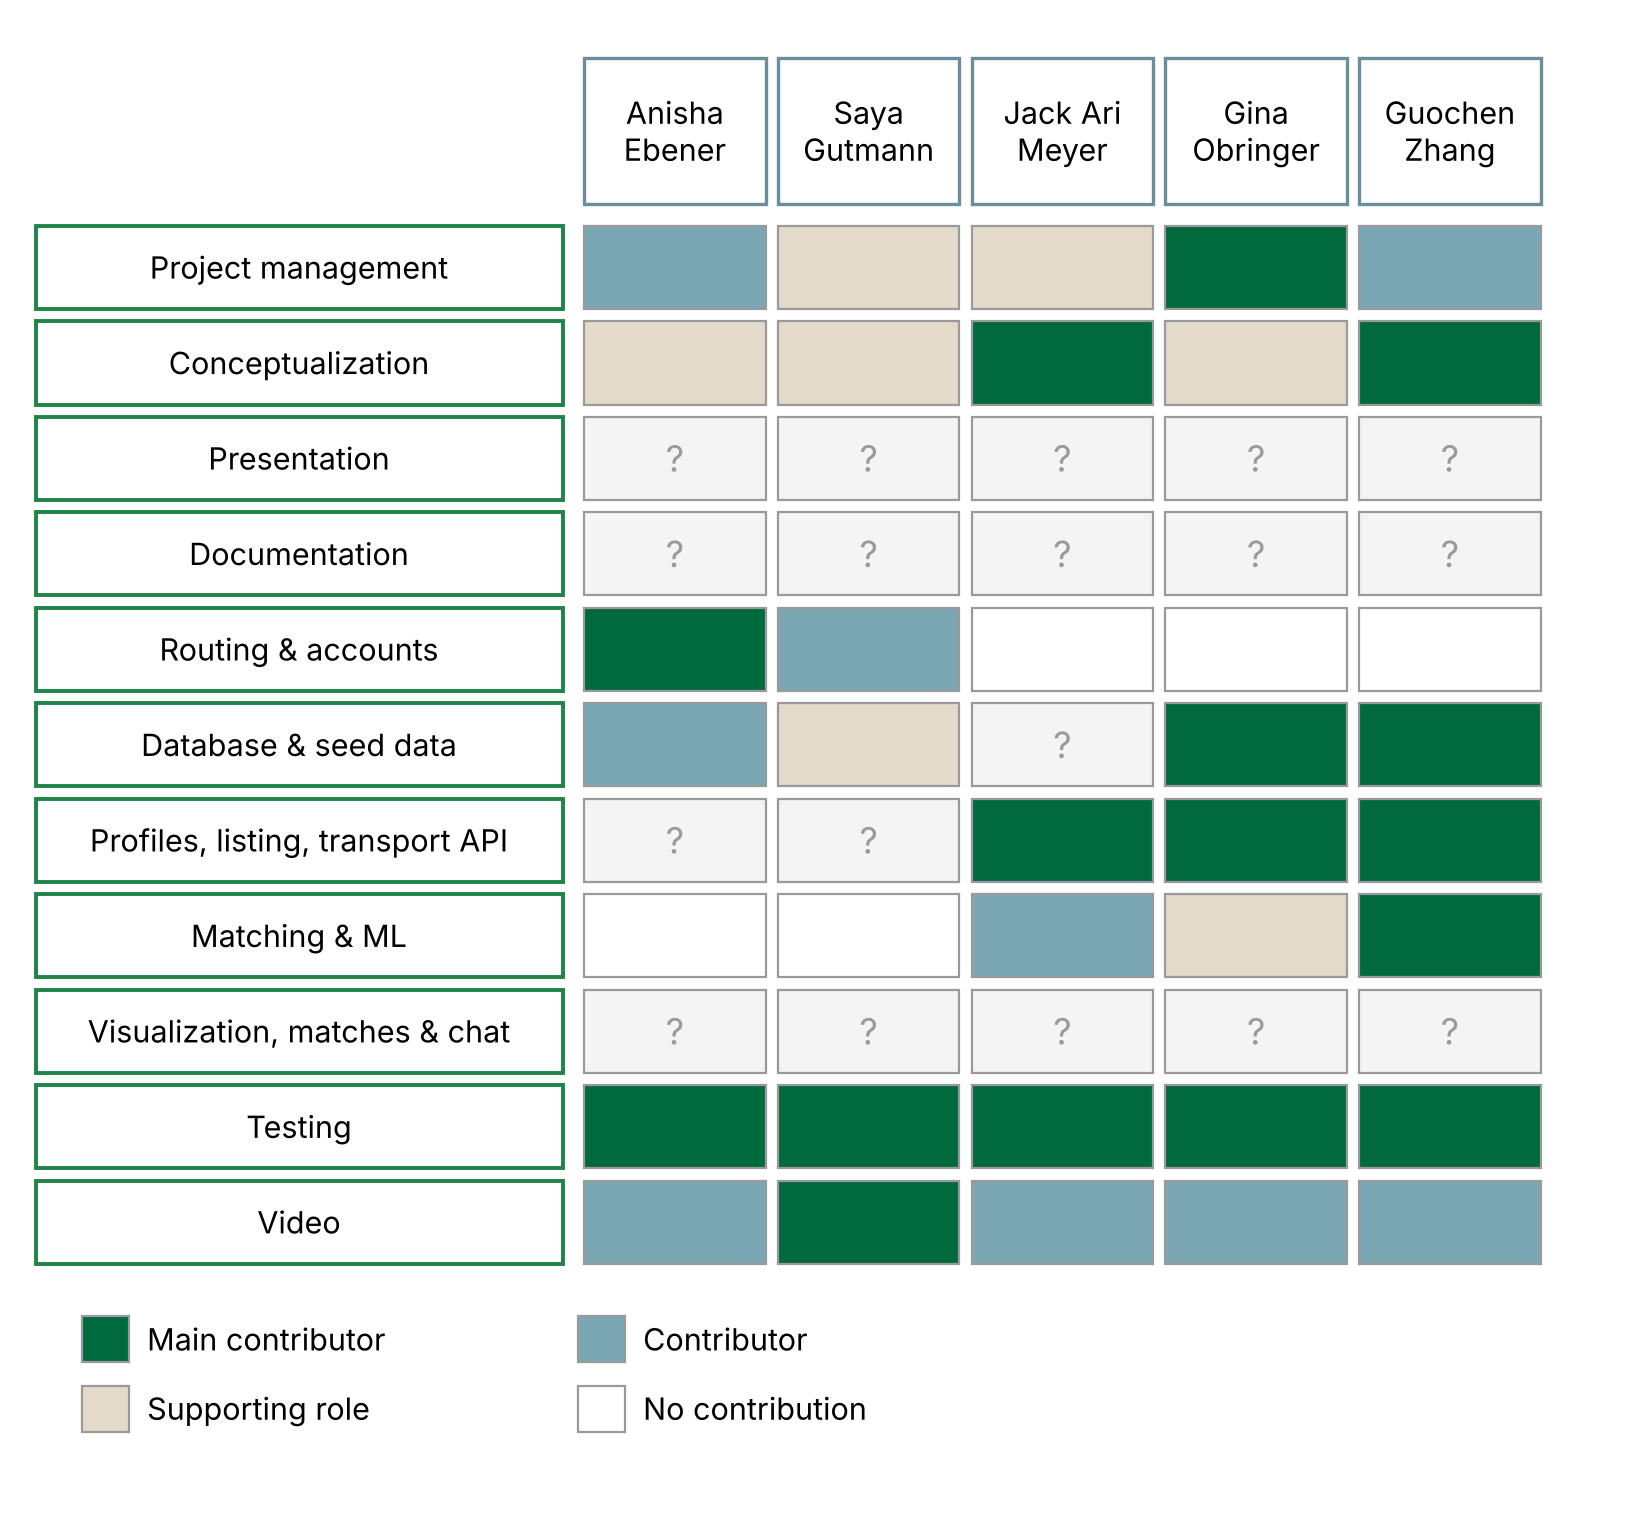 Anisha
Ebener
Saya
Gutmann
Jack Ari
Meyer
Gina
Obringer
Guochen
Zhang
Project management
Conceptualization
Presentation
? ? ? ? ?
Documentation
? ? ? ? ?
Routing & accounts
Database & seed data
?
Profiles, listing, transport API
? ?
Matching & ML
Visualization, matches & chat
? ? ? ? ?
Testing
Video
Main contributor
Contributor
Supporting role
No contribution